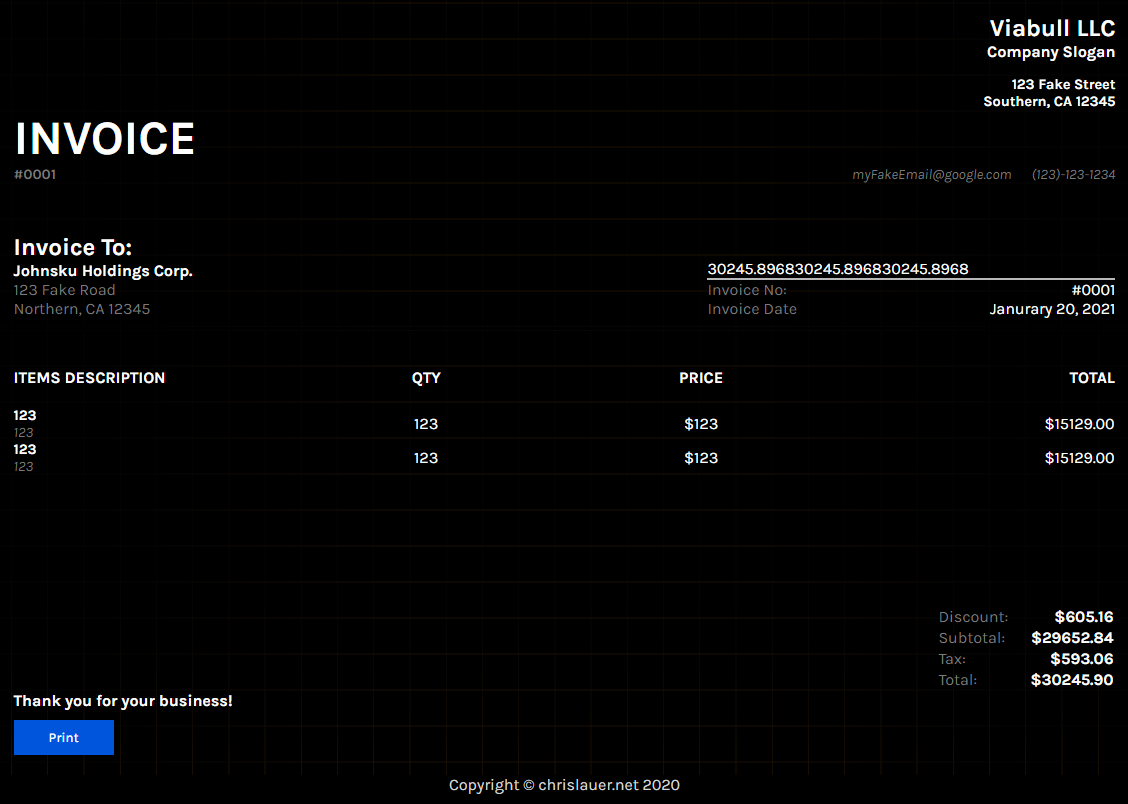 Viabull LLC
Company Slogan
123 Fake Street
Southern, CA 12345
INVOICE
#0001
myFakeEmail@google.com (123)-123-1234
Invoice To:
Johnsku Holdings Corp.
123 Fake Road
Northern, CA 12345
30245.896830245.896830245.8968
Invoice No: #0001
Invoice Date Janurary 20, 2021
ITEMS DESCRIPTION QTY PRICE TOTAL
123
123 123 $123 $15129.00
123
123 123 $123 $15129.00
Discount: $605.16
Subtotal: $29652.84
Tax: $593.06
Total: $30245.90
Thank you for your business!
Print
Copyright © chrislauer.net 2020